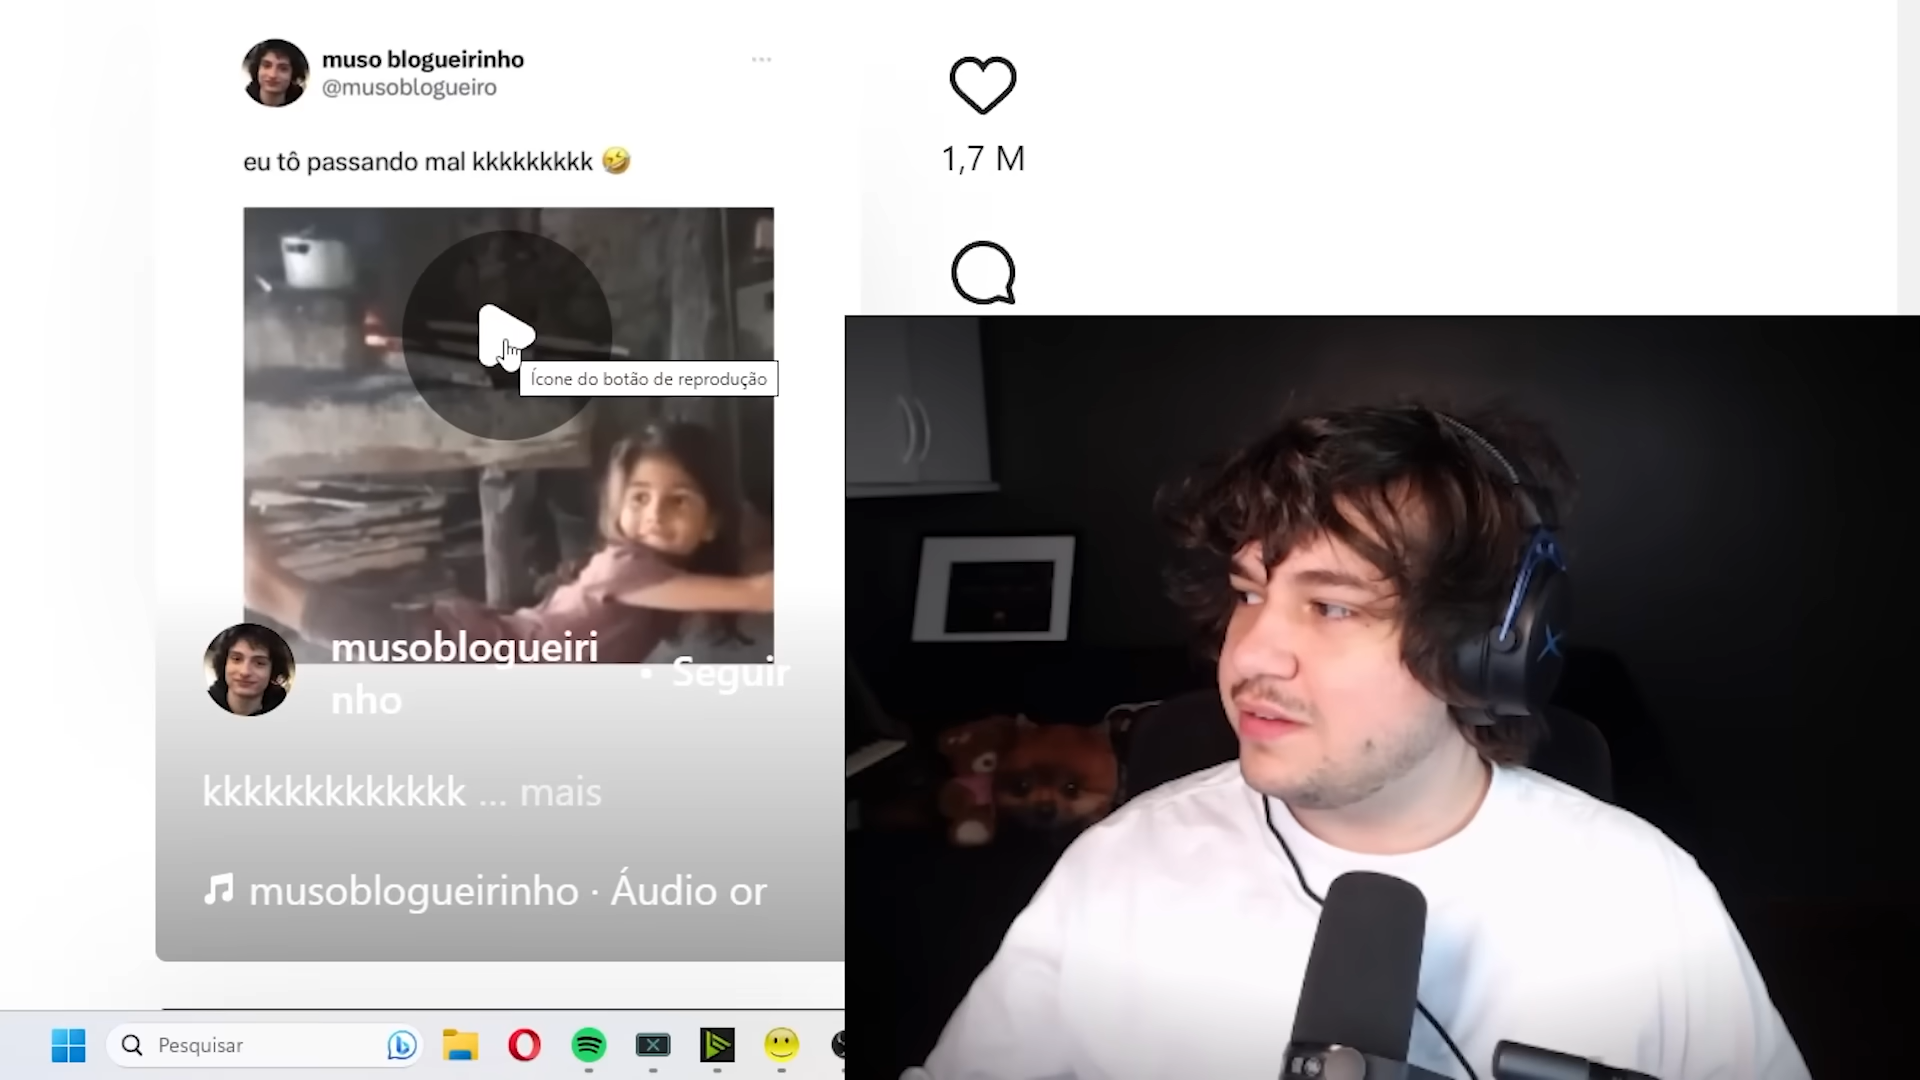 muso blogueirinho
@musoblogueiro
eu tô passando mal kkkkkkkkk 🤣
1,7 M
Ícone do botão de reprodução
musoblogueiri
nho
• Seguir
kkkkkkkkkkkkk ... mais
musoblogueirinho · Áudio or
Pesquisar